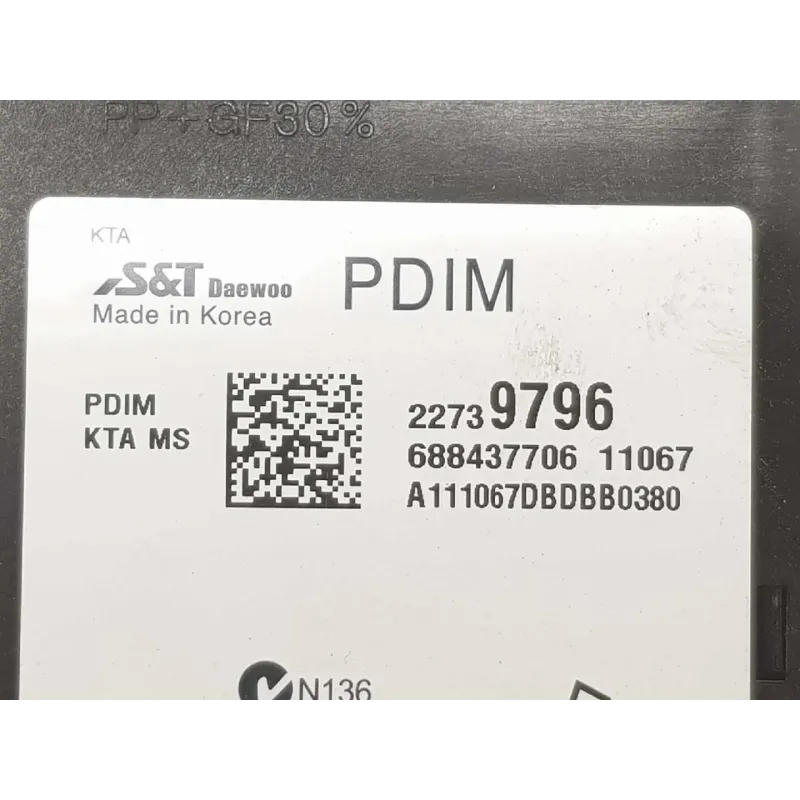 PP+GF30%
KTA
S&T Daewoo PDIM
Made in Korea
PDIM
KTA MS
22739796
688437706 11067
A111067DBDBB0380
N136